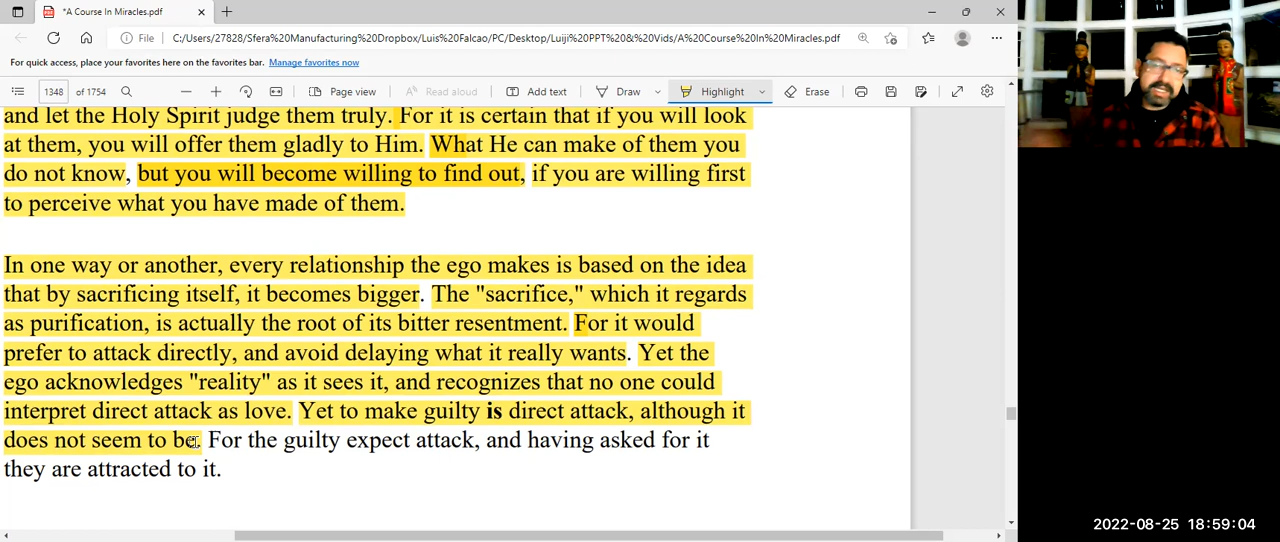 *A Course In Miracles.pdf
File C:/Users/27828/Sfera%20Manufacturing%20Dropbox/Luis%20Falcao/PC/Desktop/Luiji%20PPT%20&%20Vids/A%20Course%20In%20Miracles.pdf
For quick access, place your favorites here on the favorites bar. Manage favorites now
1348 of 1754 Page view Read aloud Add text Draw Highlight Erase
and let the Holy Spirit judge them truly. For it is certain that if you will look
at them, you will offer them gladly to Him. What He can make of them you
do not know, but you will become willing to find out, if you are willing first
to perceive what you have made of them.
In one way or another, every relationship the ego makes is based on the idea
that by sacrificing itself, it becomes bigger. The "sacrifice," which it regards
as purification, is actually the root of its bitter resentment. For it would
prefer to attack directly, and avoid delaying what it really wants. Yet the
ego acknowledges "reality" as it sees it, and recognizes that no one could
interpret direct attack as love. Yet to make guilty is direct attack, although it
does not seem to be. For the guilty expect attack, and having asked for it
they are attracted to it.
2022-08-25 18:59:04